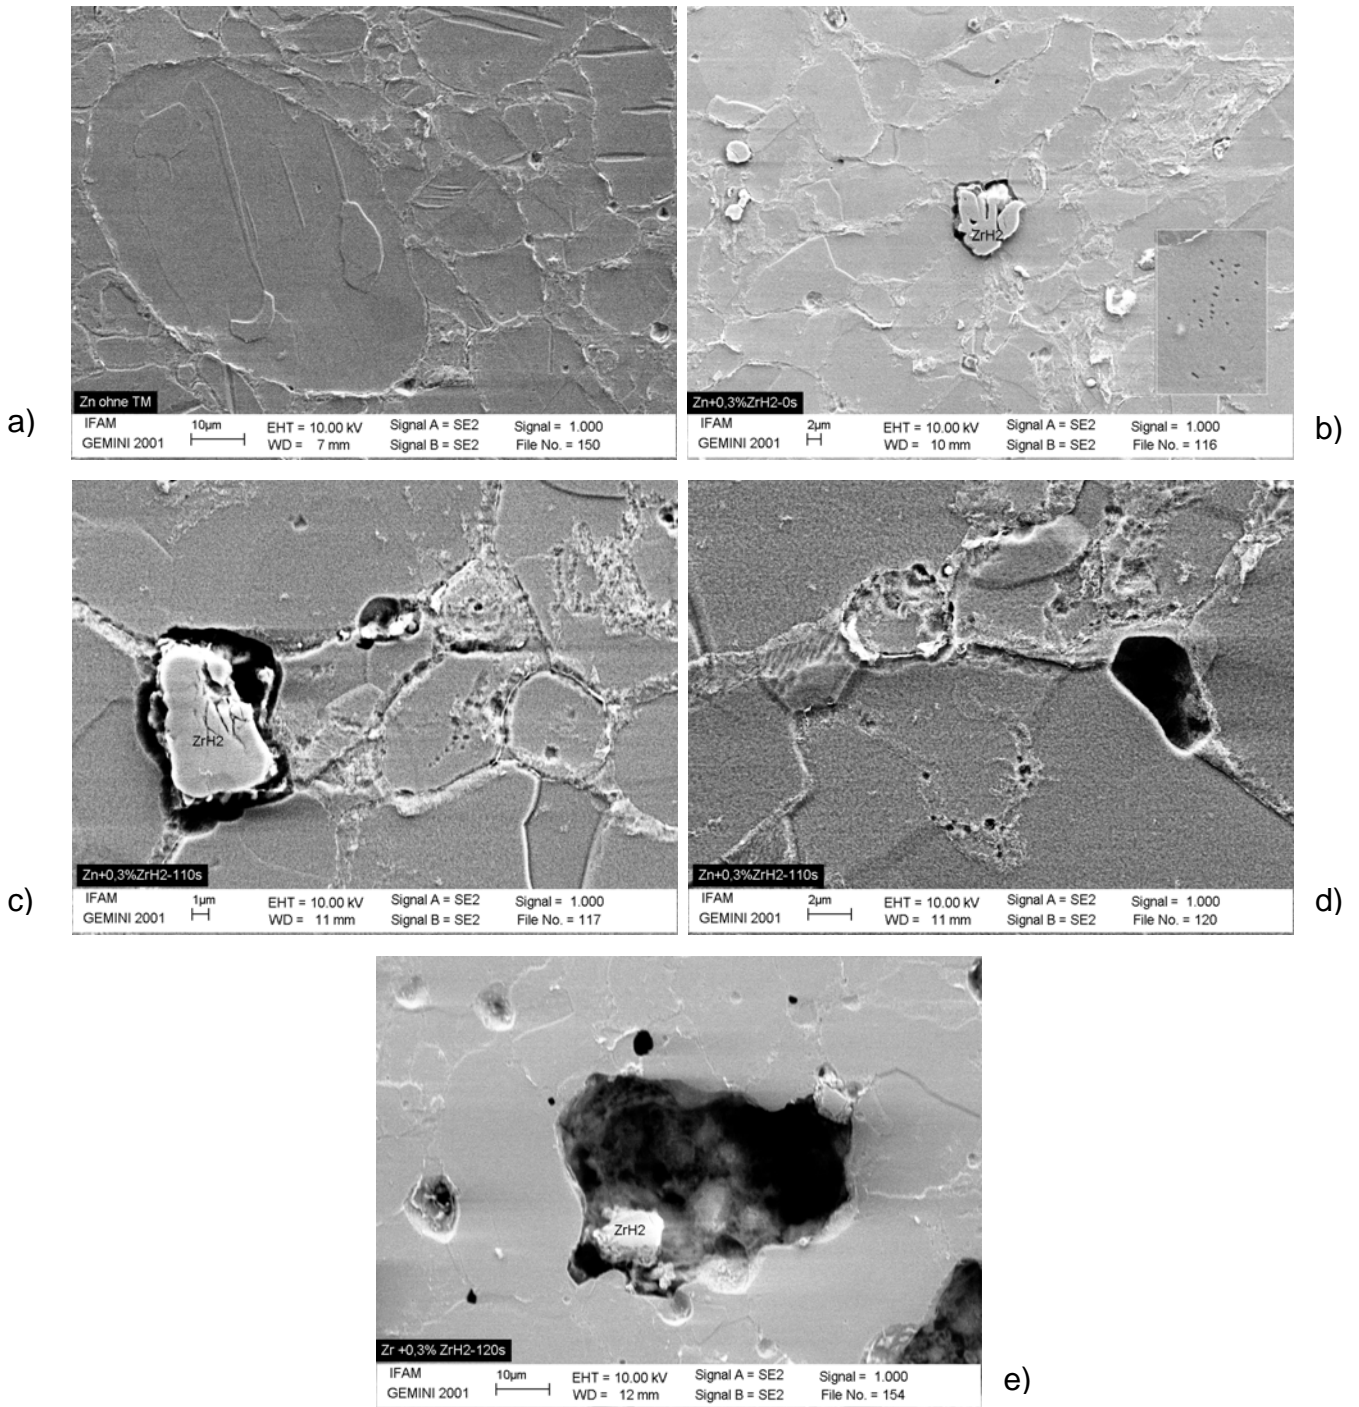 ZrH2
a)
Zn ohne TM
IFAM
GEMINI 2001
10µm
EHT = 10.00 kV
WD = 7 mm
Signal A = SE2
Signal B = SE2
Signal = 1.000
File No. = 150
Zn+0,3%ZrH2-0s
IFAM
GEMINI 2001
2µm
EHT = 10.00 kV
WD = 10 mm
Signal A = SE2
Signal B = SE2
Signal = 1.000
File No. = 116
b)
ZrH2
c)
Zn+0,3%ZrH2-110s
IFAM
GEMINI 2001
1µm
EHT = 10.00 kV
WD = 11 mm
Signal A = SE2
Signal B = SE2
Signal = 1.000
File No. = 117
Zn+0,3%ZrH2-110s
IFAM
GEMINI 2001
2µm
EHT = 10.00 kV
WD = 11 mm
Signal A = SE2
Signal B = SE2
Signal = 1.000
File No. = 120
d)
ZrH2
Zr +0,3% ZrH2-120s
IFAM
GEMINI 2001
10µm
EHT = 10.00 kV
WD = 12 mm
Signal A = SE2
Signal B = SE2
Signal = 1.000
File No. = 154
e)